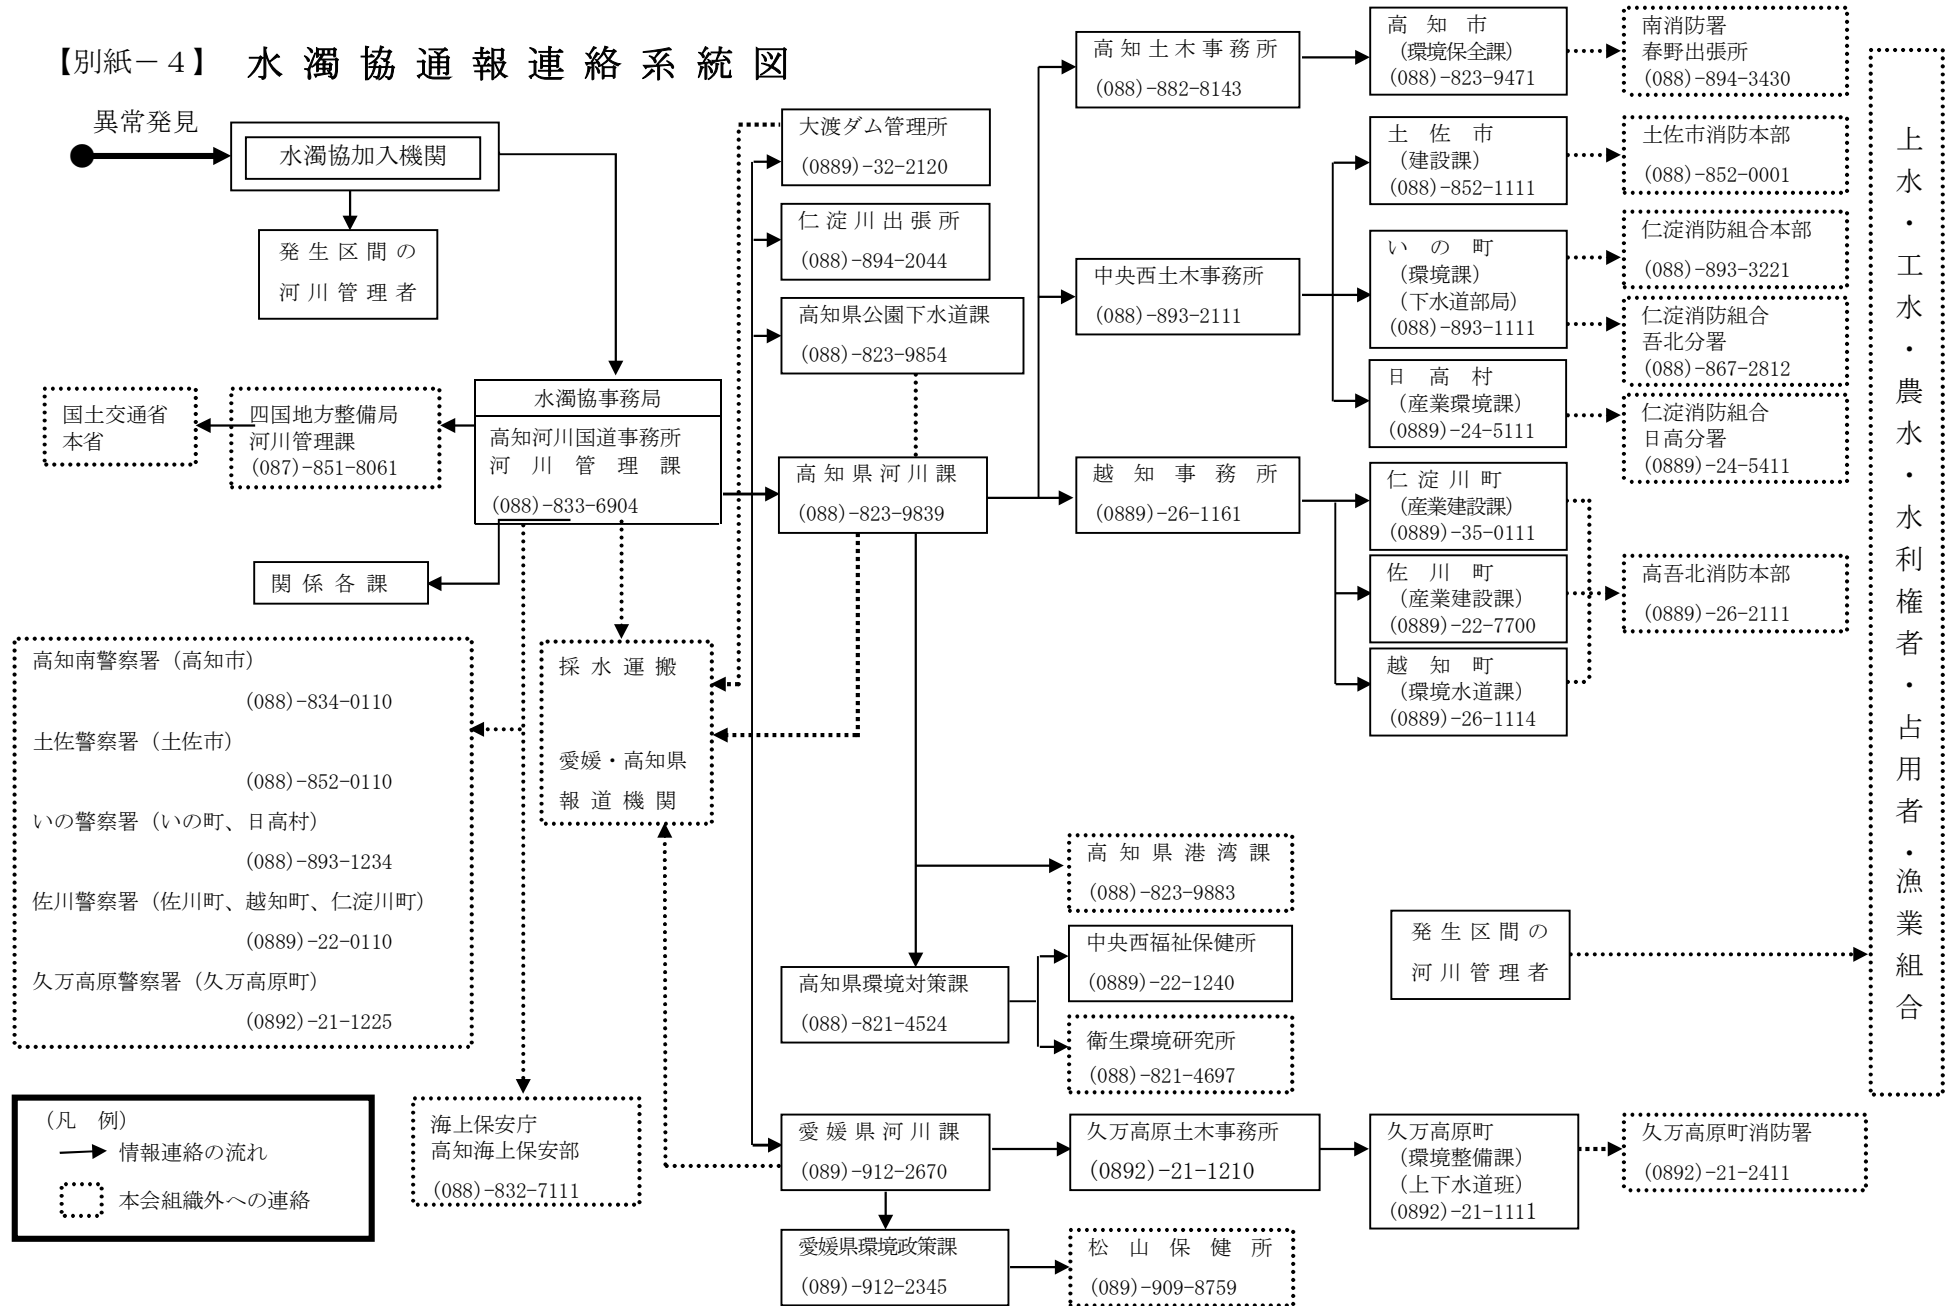 【別紙－４】 水濁協通報連絡系統図
異常発見
水濁協加入機関
発生区間の
河川管理者
水濁協事務局
高知河川国道事務所
河川管理課
(088)-833-6904
四国地方整備局
河川管理課
(087)-851-8061
国土交通省
本省
関係各課
高知南警察署（高知市）
(088)-834-0110
土佐警察署（土佐市）
(088)-852-0110
いの警察署（いの町、日高村）
(088)-893-1234
佐川警察署（佐川町、越知町、仁淀川町）
(0889)-22-0110
久万高原警察署（久万高原町）
(0892)-21-1225
（凡　例）
情報連絡の流れ
本会組織外への連絡
海上保安庁
高知海上保安部
(088)-832-7111
採水運搬
愛媛・高知県
報道機関
大渡ダム管理所
(0889)-32-2120
仁淀川出張所
(088)-894-2044
高知県公園下水道課
(088)-823-9854
高知県河川課
(088)-823-9839
高知県環境対策課
(088)-821-4524
愛媛県河川課
(089)-912-2670
愛媛県環境政策課
(089)-912-2345
高知土木事務所
(088)-882-8143
中央西土木事務所
(088)-893-2111
越知事務所
(0889)-26-1161
高知県港湾課
(088)-823-9883
中央西福祉保健所
(0889)-22-1240
衛生環境研究所
(088)-821-4697
久万高原土木事務所
(0892)-21-1210
松山保健所
(089)-909-8759
高知市
（環境保全課）
(088)-823-9471
土佐市
（建設課）
(088)-852-1111
いの町
（環境課）
（下水道部局）
(088)-893-1111
日高村
（産業環境課）
(0889)-24-5111
仁淀川町
（産業建設課）
(0889)-35-0111
佐川町
（産業建設課）
(0889)-22-7700
越知町
（環境水道課）
(0889)-26-1114
発生区間の
河川管理者
久万高原町
（環境整備課）
（上下水道班）
(0892)-21-1111
南消防署
春野出張所
(088)-894-3430
土佐市消防本部
(088)-852-0001
仁淀消防組合本部
(088)-893-3221
仁淀消防組合
吾北分署
(088)-867-2812
仁淀消防組合
日高分署
(0889)-24-5411
高吾北消防本部
(0889)-26-2111
久万高原町消防署
(0892)-21-2411
上水・工水・農水・水利権者・占用者・漁業組合